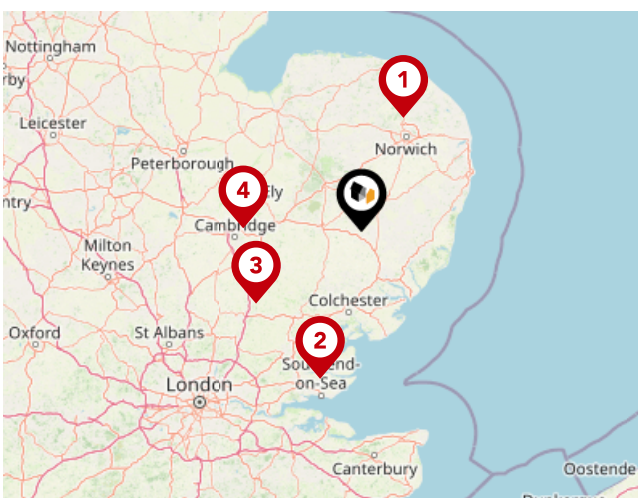 Nottingham
rby
1
Leicester
Norwich
Peterborough
4
Ely
ntry
Cambridge
Milton
Keynes
3
Colchester
Oxford
St Albans
2
Southend-
on-Sea
London
Canterbury
Oostende